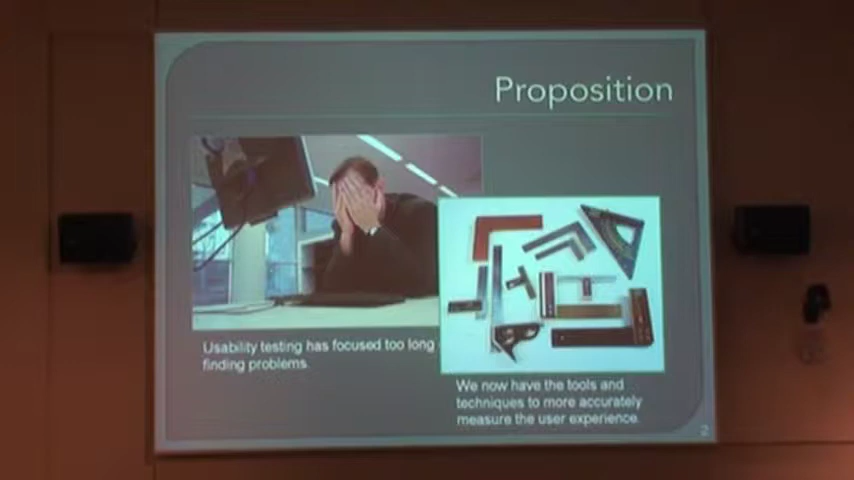 Proposition
Usability testing has focused too long
finding problems.
We now have the tools and
techniques to more accurately
measure the user experience.
2